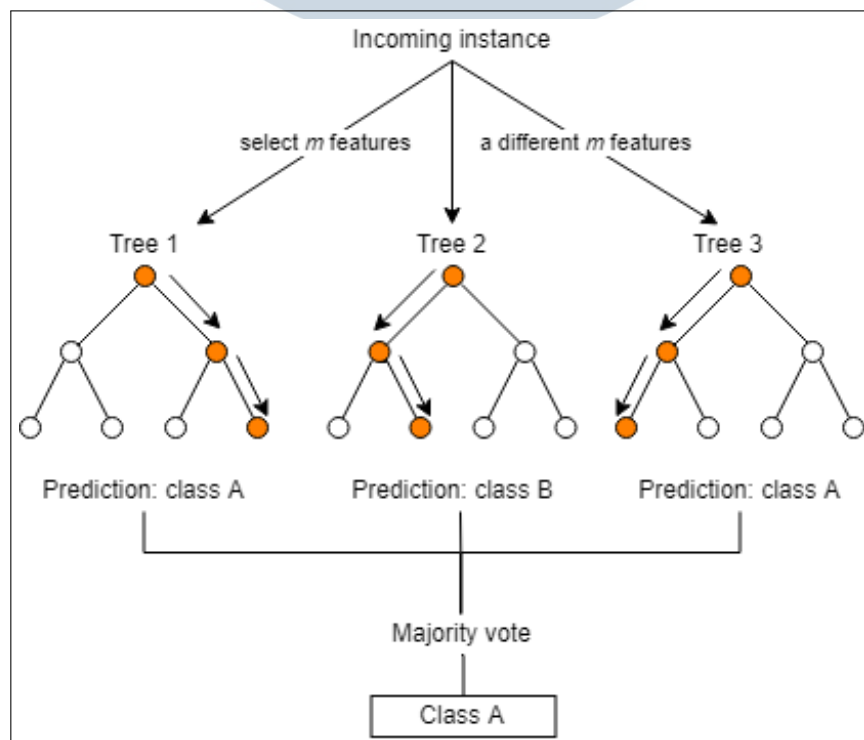 Incoming instance
select m features
a different m features
Tree 1
Tree 2
Tree 3
Prediction: class A
Prediction: class B
Prediction: class A
Majority vote
Class A